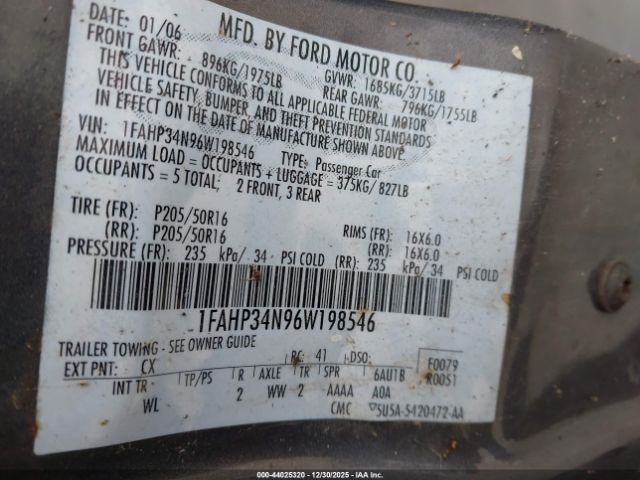 DATE: 01/06 MFD. BY FORD MOTOR CO.
FRONT GAWR: 896KG/1975LB GVWR: 1685KG/3715LB
REAR GAWR: 796KG/1755LB
THIS VEHICLE CONFORMS TO ALL APPLICABLE FEDERAL MOTOR
VEHICLE SAFETY, BUMPER, AND THEFT PREVENTION STANDARDS
IN EFFECT ON THE DATE OF MANUFACTURE SHOWN ABOVE.
VIN: 1FAHP34N96W198546 TYPE: Passenger Car
MAXIMUM LOAD = OCCUPANTS + LUGGAGE = 375KG/ 827LB
OCCUPANTS = 5 TOTAL; 2 FRONT, 3 REAR
TIRE (FR): P205/50R16 RIMS (FR): 16X6.0
(RR): P205/50R16 (RR): 16X6.0
PRESSURE (FR): 235 kPa/ 34 PSI COLD (RR): 235 kPa/ 34 PSI COLD
1FAHP34N96W198546
TRAILER TOWING - SEE OWNER GUIDE
EXT PNT: CX RC: 41 DSO: F0079
R0051
INT TR TP/PS R AXLE TR SPR 6AU1B
WL 2 WW 2 AAAA A0A
CMC 5U5A-5420472-AA
© <<0000-44025320 >> 12/30/2025 - IAA Inc.